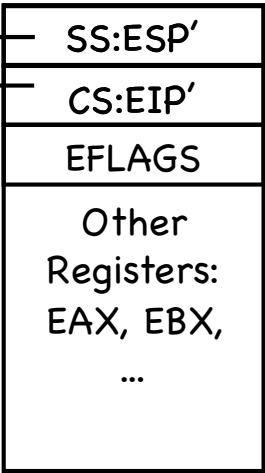 SS:ESP′
CS:EIP′
EFLAGS
Other
Registers:
EAX, EBX,
…